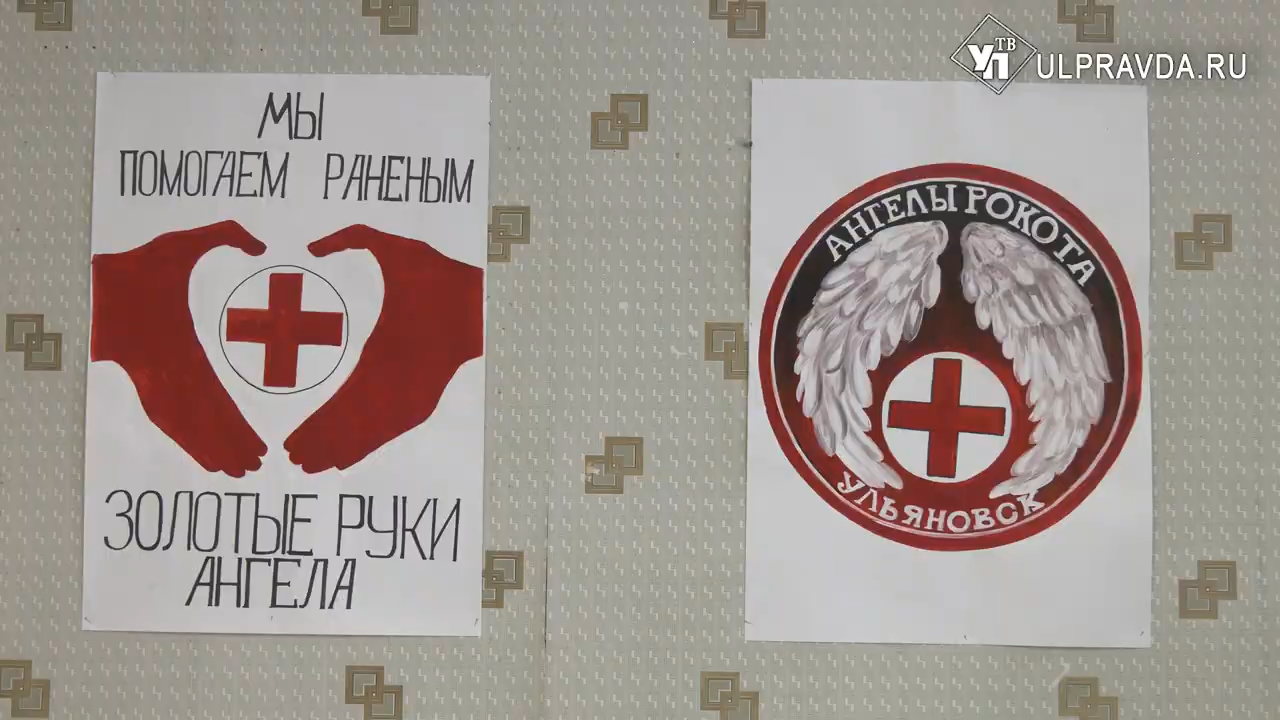 МЫ
ПОМОГАЕМ РАНЕНЫМ
ЗОЛОТЫЕ РУКИ
АНГЕЛА
АНГЕЛЫ РОКОТА
УЛЬЯНОВСК
УП ТВ
ULPRAVDA.RU